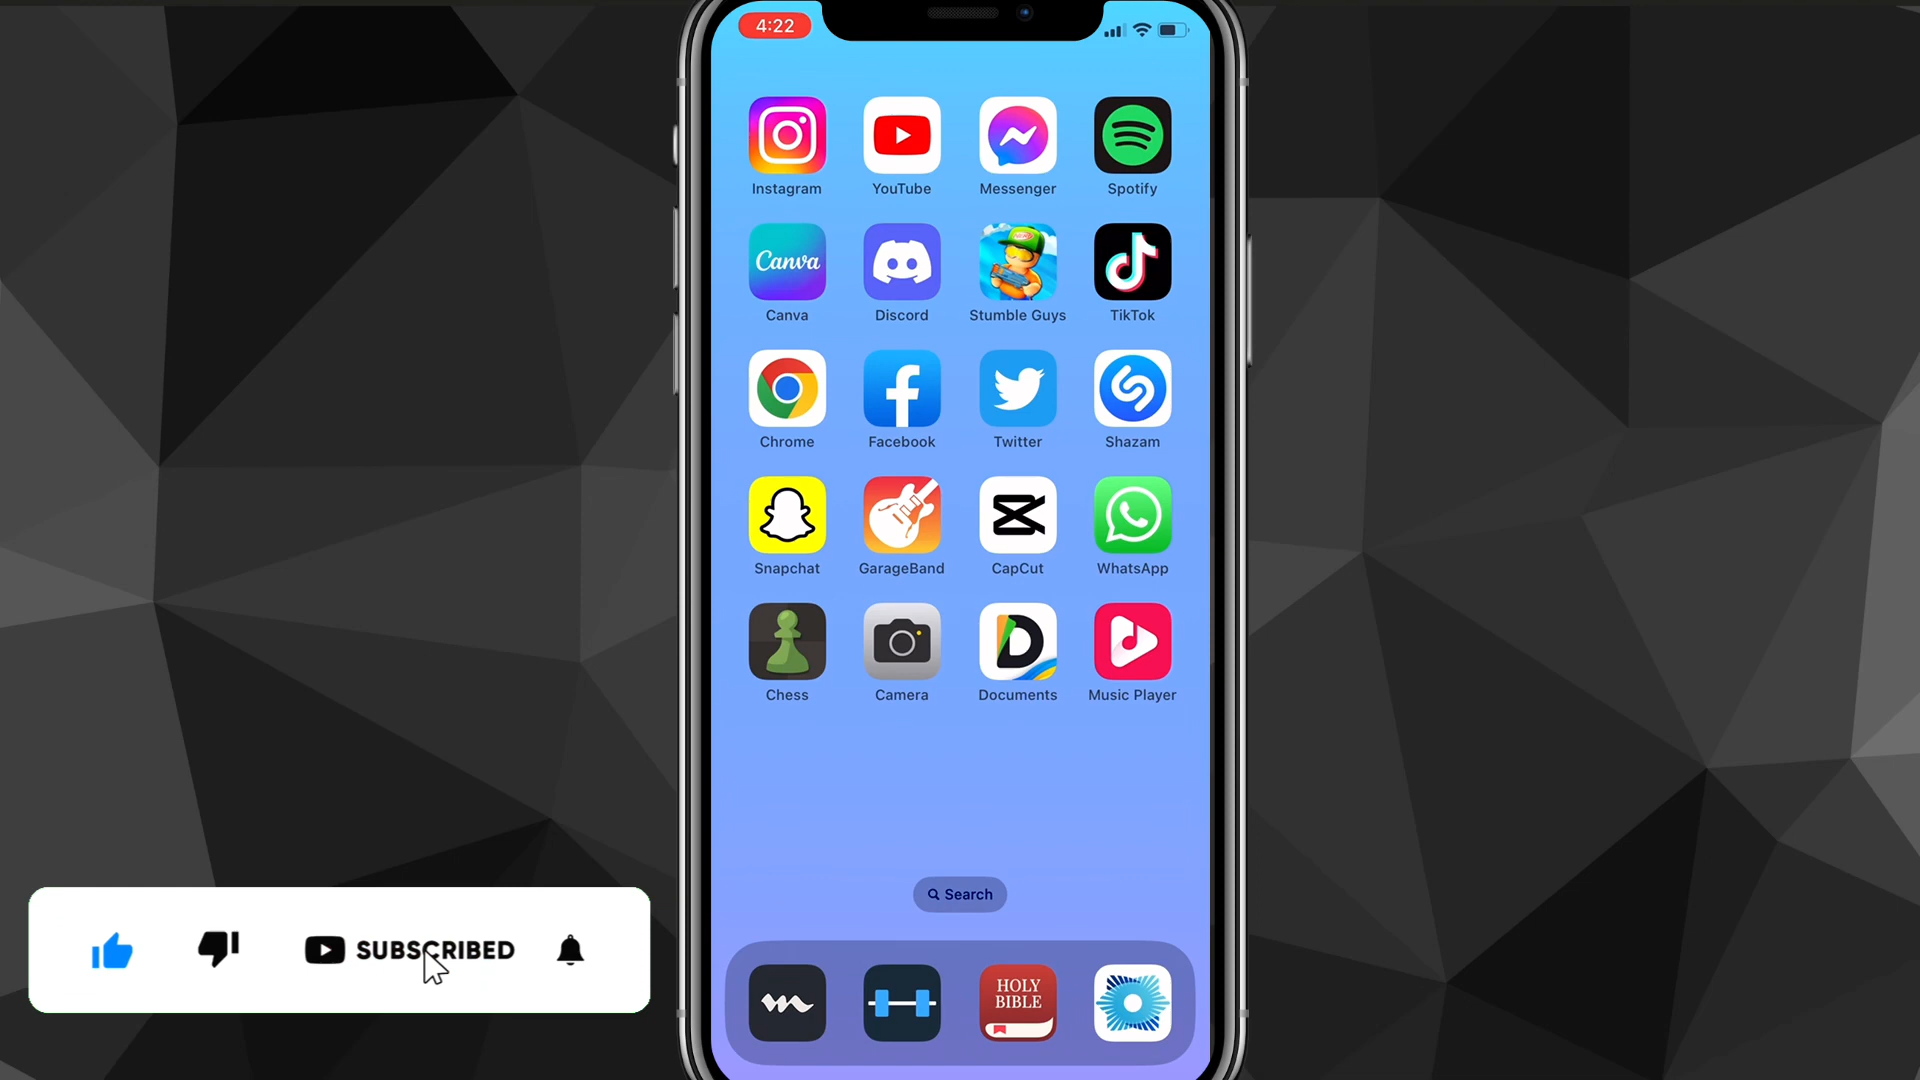 4:22
Instagram YouTube Messenger Spotify
Canva
Canva Discord Stumble Guys TikTok
Chrome Facebook Twitter Shazam
Snapchat GarageBand CapCut WhatsApp
Chess Camera Documents Music Player
Search
SUBSCRIBED
HOLY
BIBLE